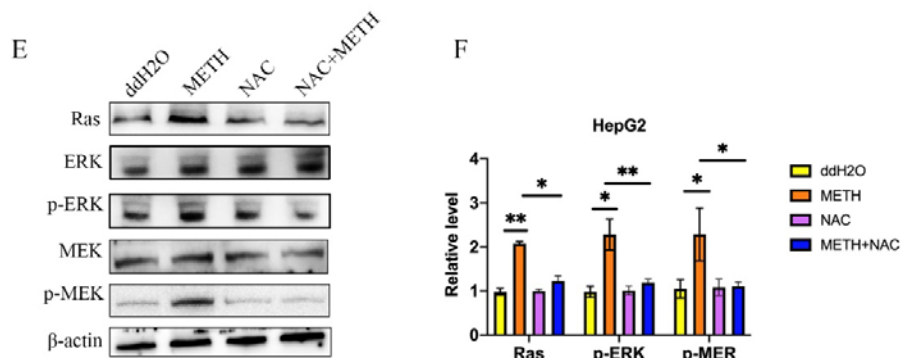 E
ddH2O
METH
NAC
NAC+METH
Ras
ERK
p-ERK
MEK
p-MEK
β-actin
F
HepG2
Relative level
4
3
2
1
0
**
*
*
**
*
*
Ras
p-ERK
p-MER
ddH2O
METH
NAC
METH+NAC